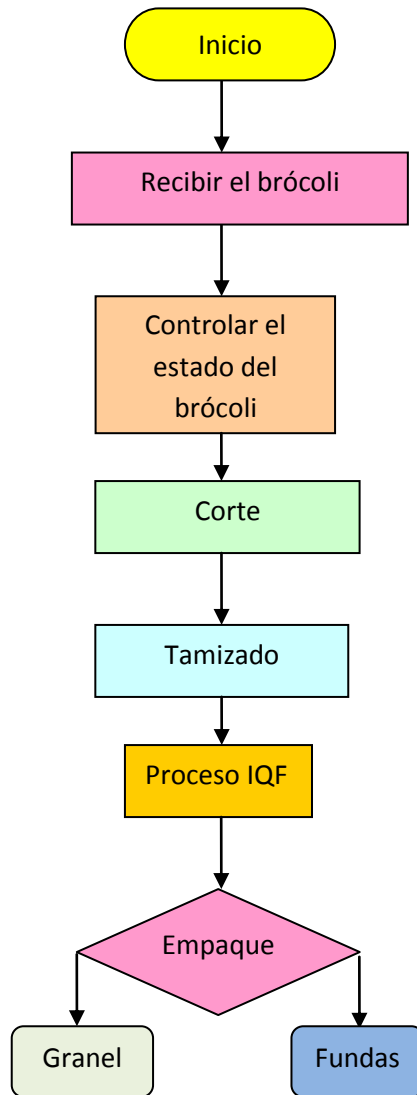 Inicio
Recibir el brócoli
Controlar el
estado del
brócoli
Corte
Tamizado
Proceso IQF
Empaque
Granel
Fundas